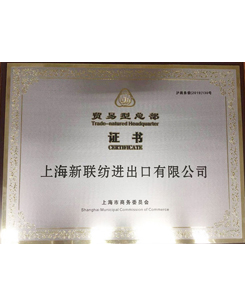 贸易型总部
Trade-natured Headquarter
证书
CERTIFICATE
上海新联纺进出口有限公司
上海市商务委员会
Shanghai Municipal Commission of Commerce